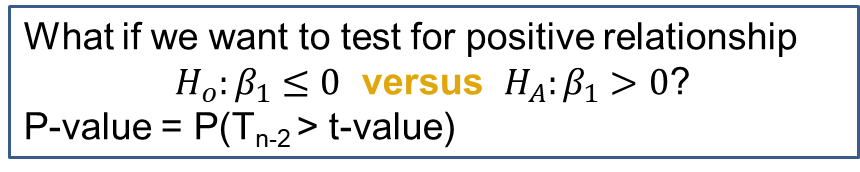 What if we want to test for positive relationship
Hₒ: β₁ ≤ 0 versus H_A: β₁ > 0?
P-value = P(Tₙ₋₂ > t-value)